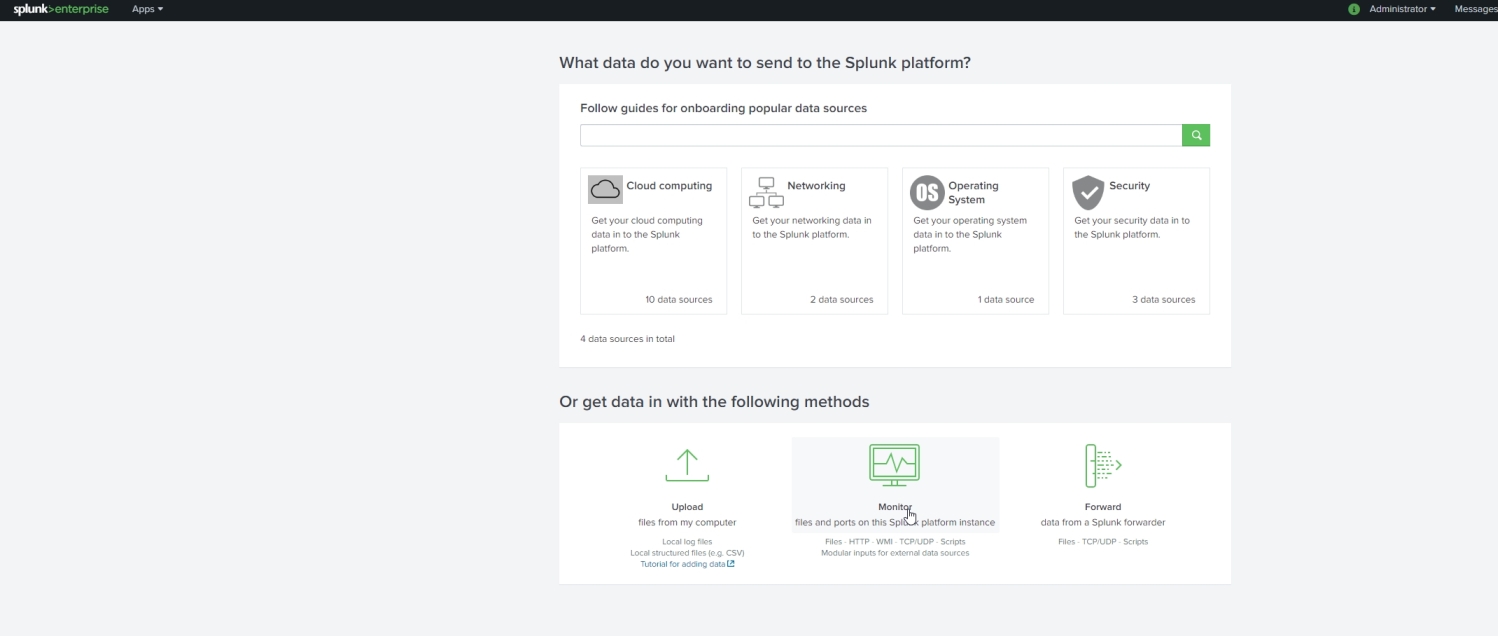 splunk>enterprise Apps Administrator Messages
What data do you want to send to the Splunk platform?
Follow guides for onboarding popular data sources
Cloud computing
Get your cloud computing
data in to the Splunk
platform.
10 data sources
Networking
Get your networking data in
to the Splunk platform.
2 data sources
OS
Operating
System
Get your operating system
data in to the Splunk
platform.
1 data source
Security
Get your security data in to
the Splunk platform.
3 data sources
4 data sources in total
Or get data in with the following methods
Upload
files from my computer
Local log files
Local structured files (e.g. CSV)
Tutorial for adding data
Monitor
files and ports on this Splunk platform instance
Files · HTTP · WMI · TCP/UDP · Scripts
Modular inputs for external data sources
Forward
data from a Splunk forwarder
Files · TCP/UDP · Scripts